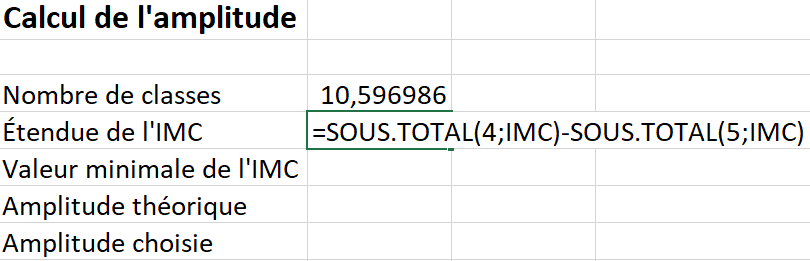 Calcul de l'amplitude
Nombre de classes 10,596986
Étendue de l'IMC =SOUS.TOTAL(4;IMC)-SOUS.TOTAL(5;IMC)
Valeur minimale de l'IMC
Amplitude théorique
Amplitude choisie